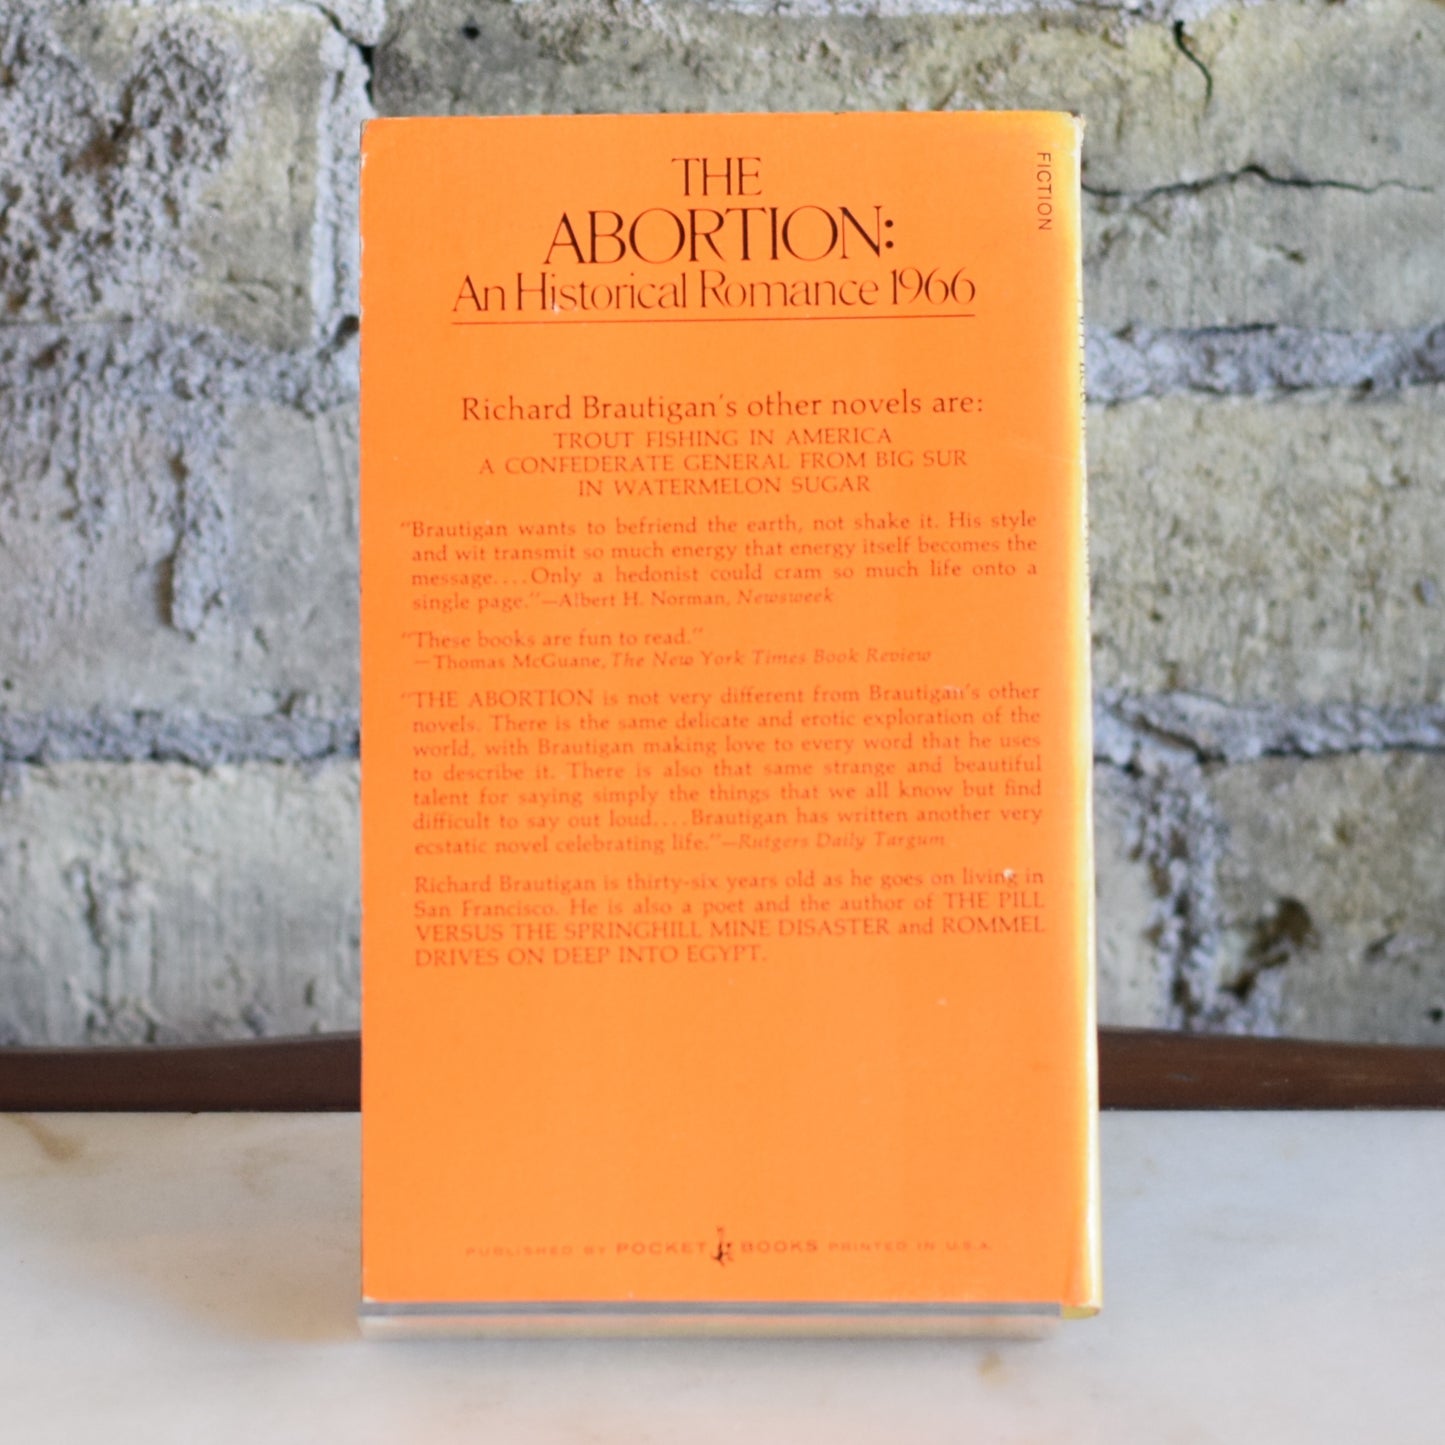 THE
ABORTION:
An Historical Romance 1966
FICTION
Richard Brautigan's other novels are:
TROUT FISHING IN AMERICA
A CONFEDERATE GENERAL FROM BIG SUR
IN WATERMELON SUGAR
"Brautigan wants to befriend the earth, not shake it. His style
and wit transmit so much energy that energy itself becomes the
message....Only a hedonist could cram so much life onto a
single page."—Albert H. Norman, Newsweek
"These books are fun to read."
—Thomas McGuane, The New York Times Book Review
"THE ABORTION is not very different from Brautigan's other
novels. There is the same delicate and erotic exploration of the
world, with Brautigan making love to every word that he uses
to describe it. There is also that same strange and beautiful
talent for saying simply the things that we all know but find
difficult to say out loud....Brautigan has written another very
ecstatic novel celebrating life."—Rutgers Daily Targum
Richard Brautigan is thirty-six years old as he goes on living in
San Francisco. He is also a poet and the author of THE PILL
VERSUS THE SPRINGHILL MINE DISASTER and ROMMEL
DRIVES ON DEEP INTO EGYPT.
PUBLISHED BY POCKET BOOKS PRINTED IN U.S.A.